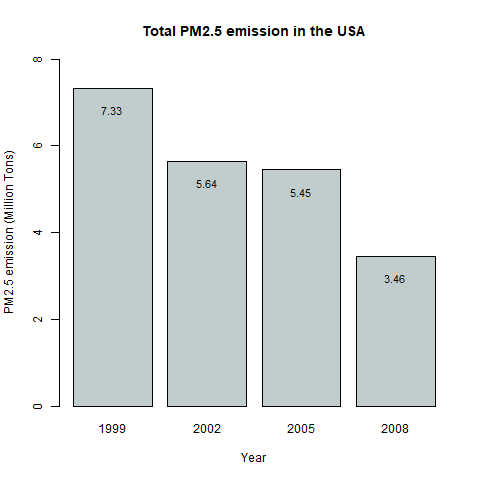 Total PM2.5 emission in the USA
PM2.5 emission (Million Tons)
8
6
4
2
0
7.33
5.64
5.45
3.46
1999 2002 2005 2008
Year